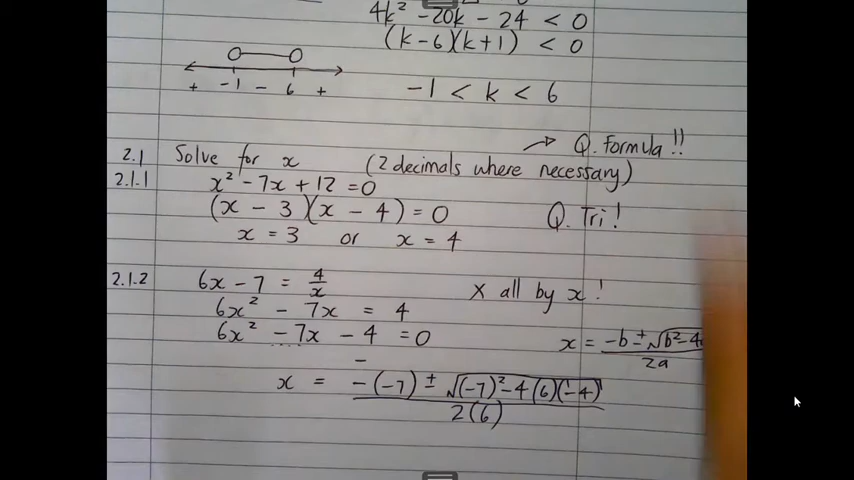 4k² - 20k - 24 < 0
(k - 6)(k + 1) < 0
+ -1 - 6 +
-1 < k < 6
→ Q. Formula !!
2.1 Solve for x (2 decimals where necessary)
2.1.1 x² - 7x + 12 = 0
(x - 3)(x - 4) = 0 Q. Tri !
x = 3 or x = 4
2.1.2 6x - 7 = 4/x x all by x !
6x² - 7x = 4
6x² - 7x - 4 = 0
x = -b ± √b² - 4 / 2a
x = -(-7) ± √(-7)² - 4(6)(-4) / 2(6)